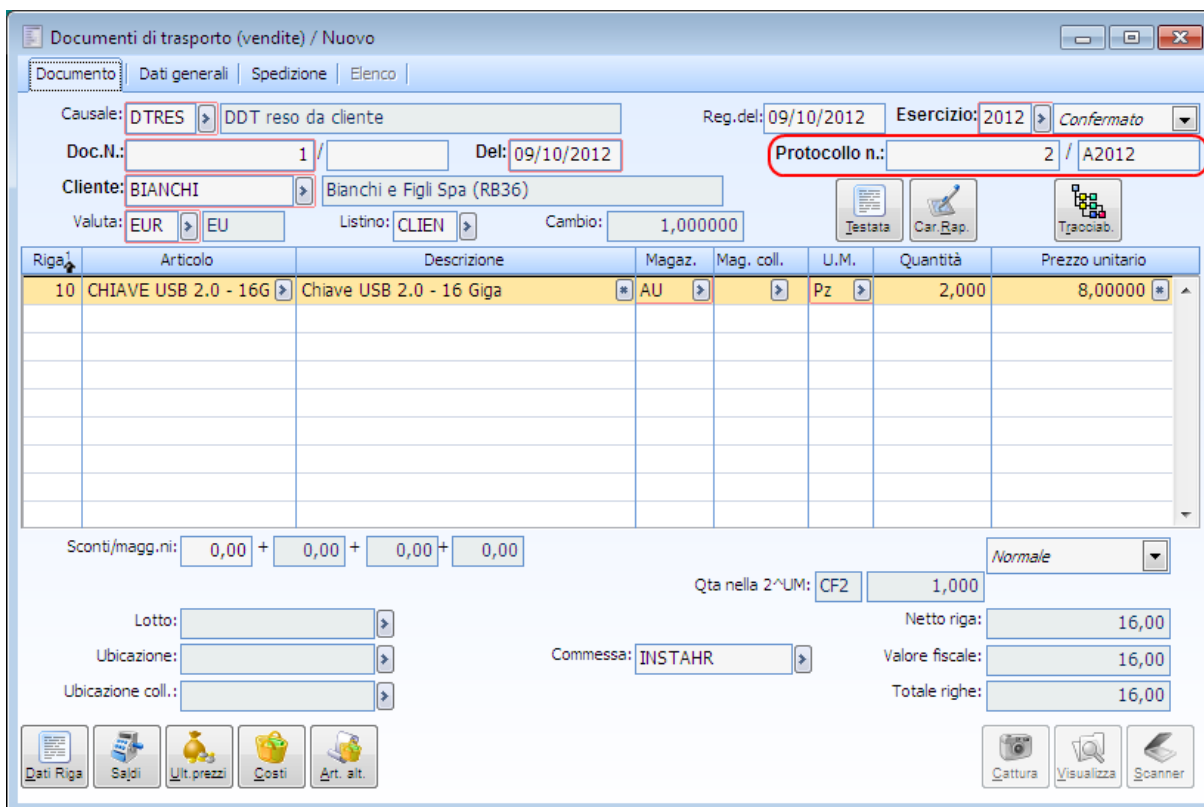 Documenti di trasporto (vendite) / Nuovo
Documento Dati generali Spedizione Elenco
Causale: DTRES DDT reso da cliente Reg.del: 09/10/2012 Esercizio: 2012 Confermato
Doc.N.: 1 / Del: 09/10/2012 Protocollo n.: 2 / A2012
Cliente: BIANCHI Bianchi e Figli Spa (RB36)
Valuta: EUR EU Listino: CLIEN Cambio: 1,000000 Testata Car.Rap. Tracciab.
Riga 1 Articolo Descrizione Magaz. Mag. coll. U.M. Quantità Prezzo unitario
10 CHIAVE USB 2.0 - 16G Chiave USB 2.0 - 16 Giga AU Pz 2,000 8,00000
Sconti/magg.ni: 0,00 + 0,00 + 0,00 + 0,00 Normale
Qta nella 2^UM: CF2 1,000
Lotto: Netto riga: 16,00
Ubicazione: Commessa: INSTAHR Valore fiscale: 16,00
Ubicazione coll.: Totale righe: 16,00
Dati Riga Saldi Ult.prezzi Costi Art. alt. Cattura Visualizza Scanner